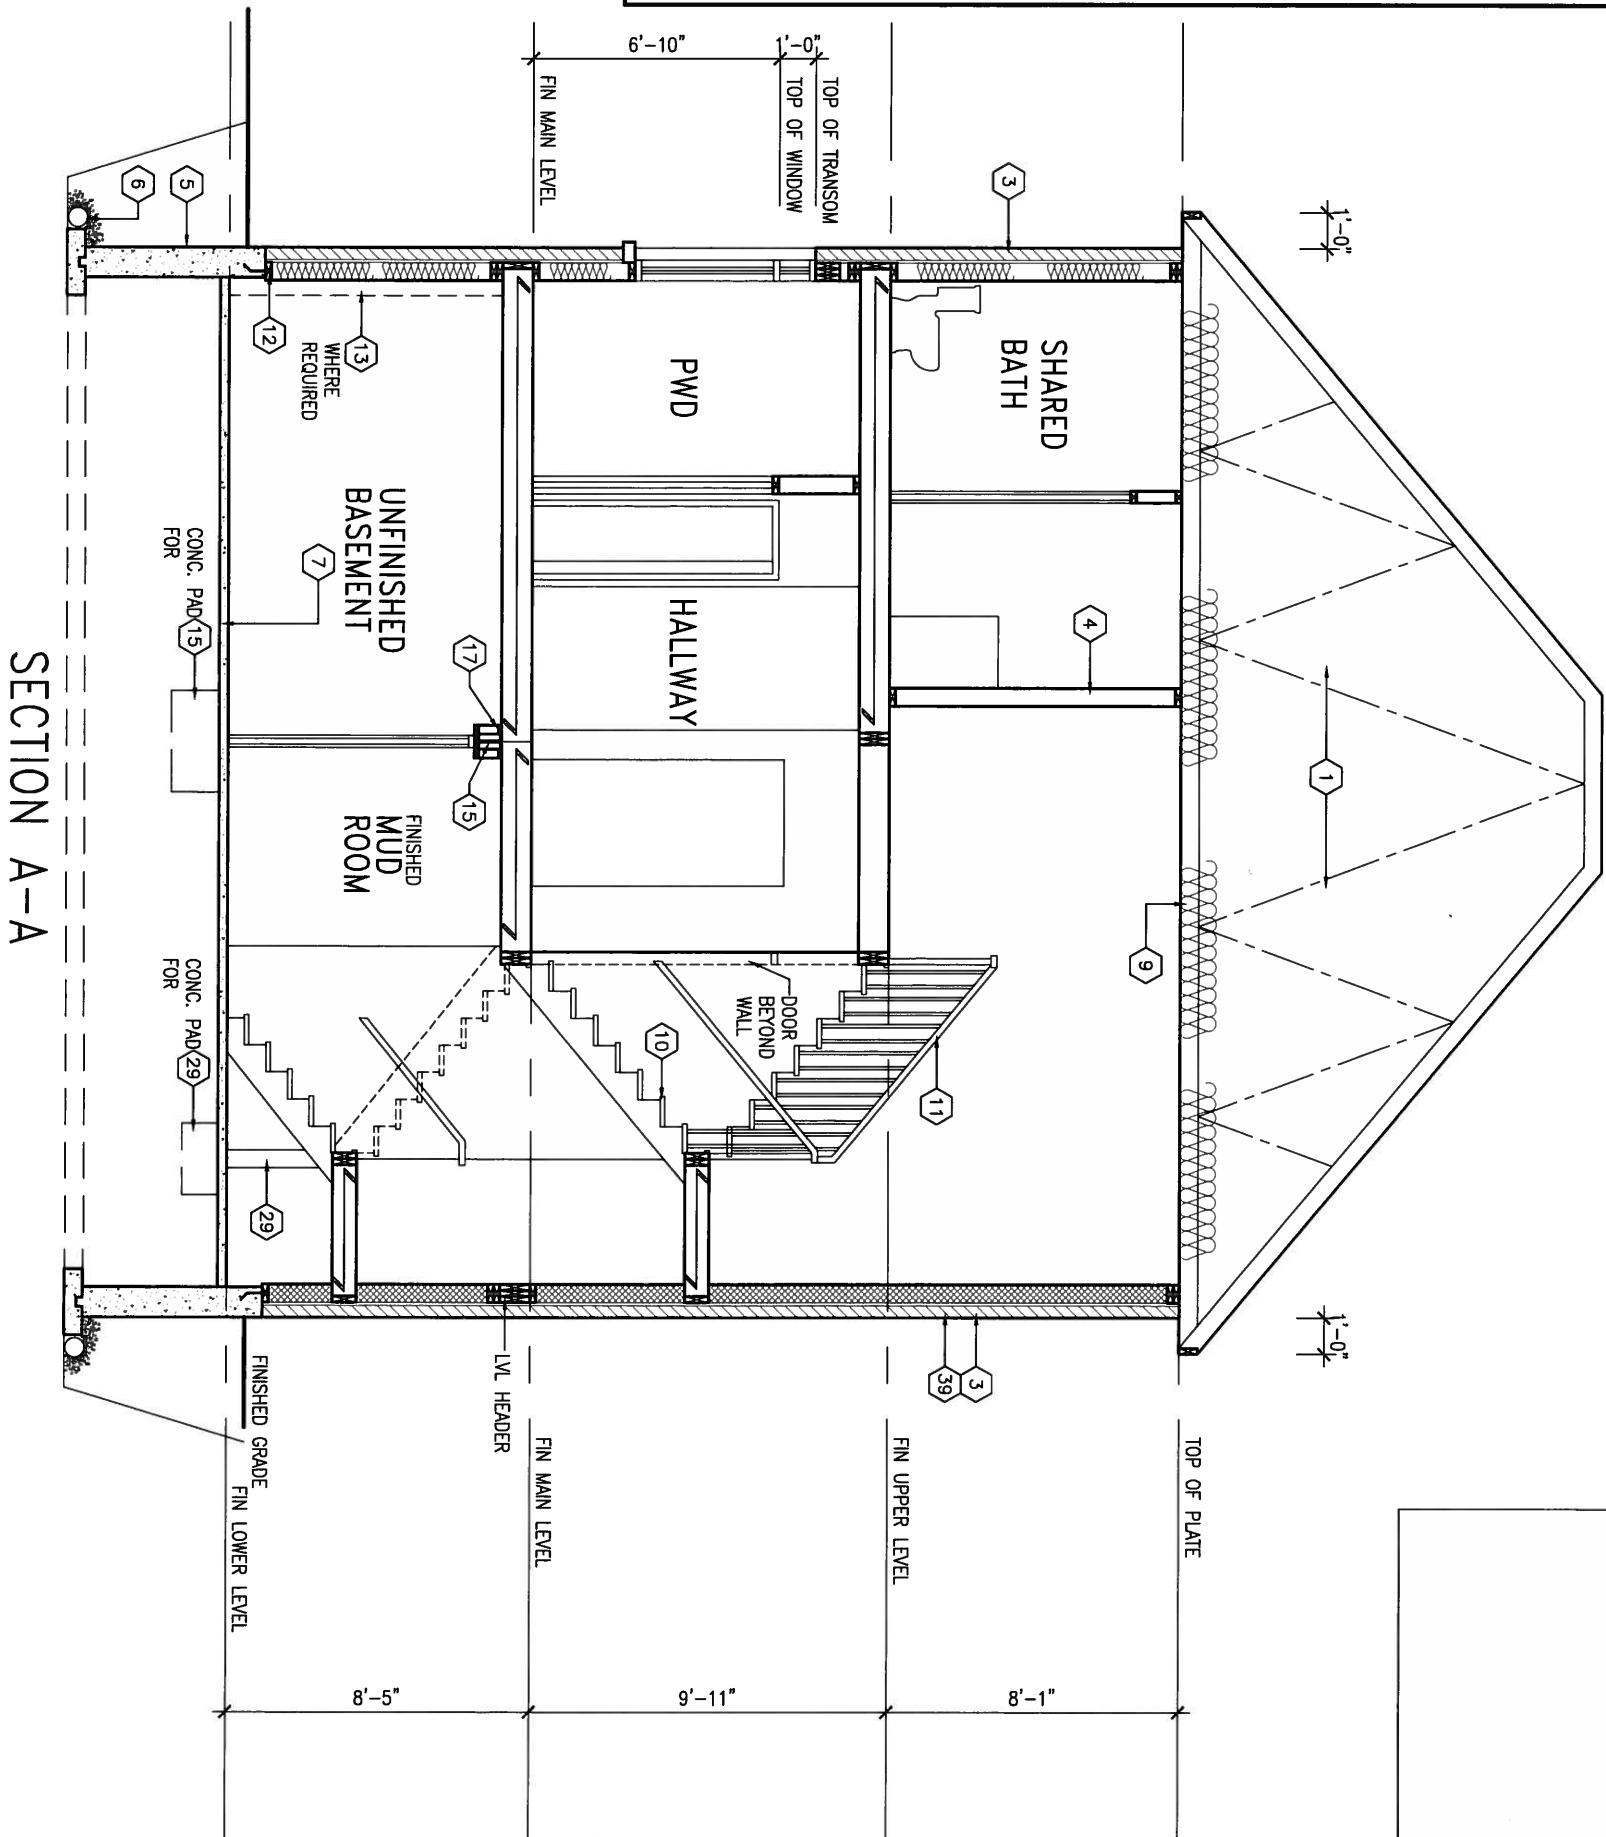 1'-0"
1'-0"
TOP OF PLATE
1
9
3
SHARED
BATH
4
11
3
39
FIN UPPER LEVEL
8'-1"
TOP OF TRANSOM
TOP OF WINDOW
1'-0"
6'-10"
FIN MAIN LEVEL
PWD
HALLWAY
DOOR
BEYOND
WALL
10
LVL HEADER
FIN MAIN LEVEL
9'-11"
17
15
13
WHERE
REQUIRED
12
UNFINISHED
BASEMENT
7
FINISHED
MUD
ROOM
29
FINISHED GRADE
FIN LOWER LEVEL
8'-5"
5
6
CONC. PAD
FOR
15
CONC. PAD
FOR
29
SECTION A-A